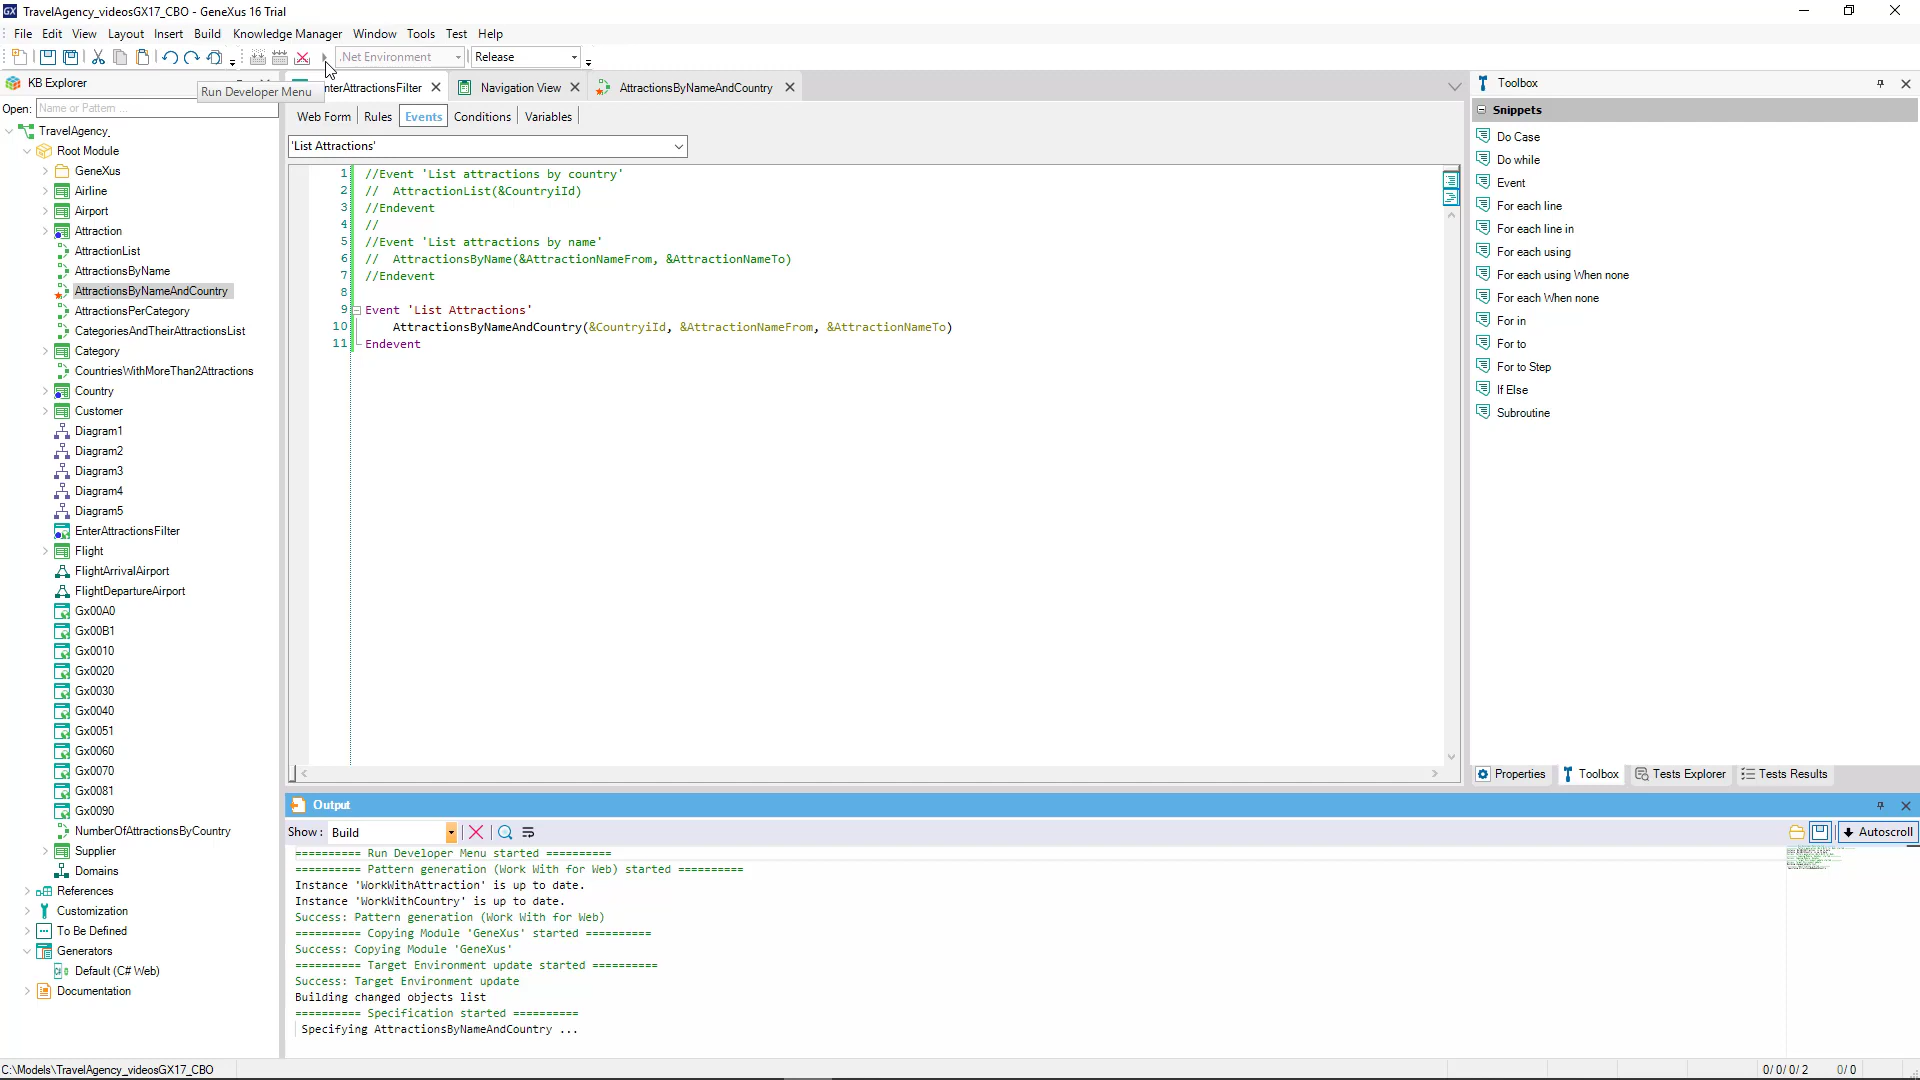 TravelAgency_videosGX17_CBO - GeneXus 16 Trial
File Edit View Layout Insert Build Knowledge Manager Window Tools Test Help
.Net Environment Release
KB Explorer
Run Developer Menu
Open: Name or Pattern ...
TravelAgency_
Root Module
GeneXus
Airline
Airport
Attraction
AttractionList
AttractionsByName
AttractionsByNameAndCountry
AttractionsPerCategory
CategoriesAndTheirAttractionsList
Category
CountriesWithMoreThan2Attractions
Country
Customer
Diagram1
Diagram2
Diagram3
Diagram4
Diagram5
EnterAttractionsFilter
Flight
FlightArrivalAirport
FlightDepartureAirport
Gx00A0
Gx00B1
Gx0010
Gx0020
Gx0030
Gx0040
Gx0051
Gx0060
Gx0070
Gx0081
Gx0090
NumberOfAttractionsByCountry
Supplier
Domains
References
Customization
To Be Defined
Generators
Default (C# Web)
Documentation
nterAttractionsFilter Navigation View AttractionsByNameAndCountry
Web Form Rules Events Conditions Variables
'List Attractions'
1 //Event 'List attractions by country'
2 // AttractionList(&CountryiId)
3 //Endevent
4 //
5 //Event 'List attractions by name'
6 // AttractionsByName(&AttractionNameFrom, &AttractionNameTo)
7 //Endevent
8
9 Event 'List Attractions'
10 AttractionsByNameAndCountry(&CountryiId, &AttractionNameFrom, &AttractionNameTo)
11 Endevent
Toolbox
Snippets
Do Case
Do while
Event
For each line
For each line in
For each using
For each using When none
For each When none
For in
For to
For to Step
If Else
Subroutine
Properties Toolbox Tests Explorer Tests Results
Output
Show: Build
Autoscroll
========== Run Developer Menu started ==========
========== Pattern generation (Work With for Web) started ==========
Instance 'WorkWithAttraction' is up to date.
Instance 'WorkWithCountry' is up to date.
Success: Pattern generation (Work With for Web)
========== Copying Module 'GeneXus' started ==========
Success: Copying Module 'GeneXus'
========== Target Environment update started ==========
Success: Target Environment update
Building changed objects list
========== Specification started ==========
Specifying AttractionsByNameAndCountry ...
C:\Models\TravelAgency_videosGX17_CBO
0/ 0/ 0/ 2 0/ 0